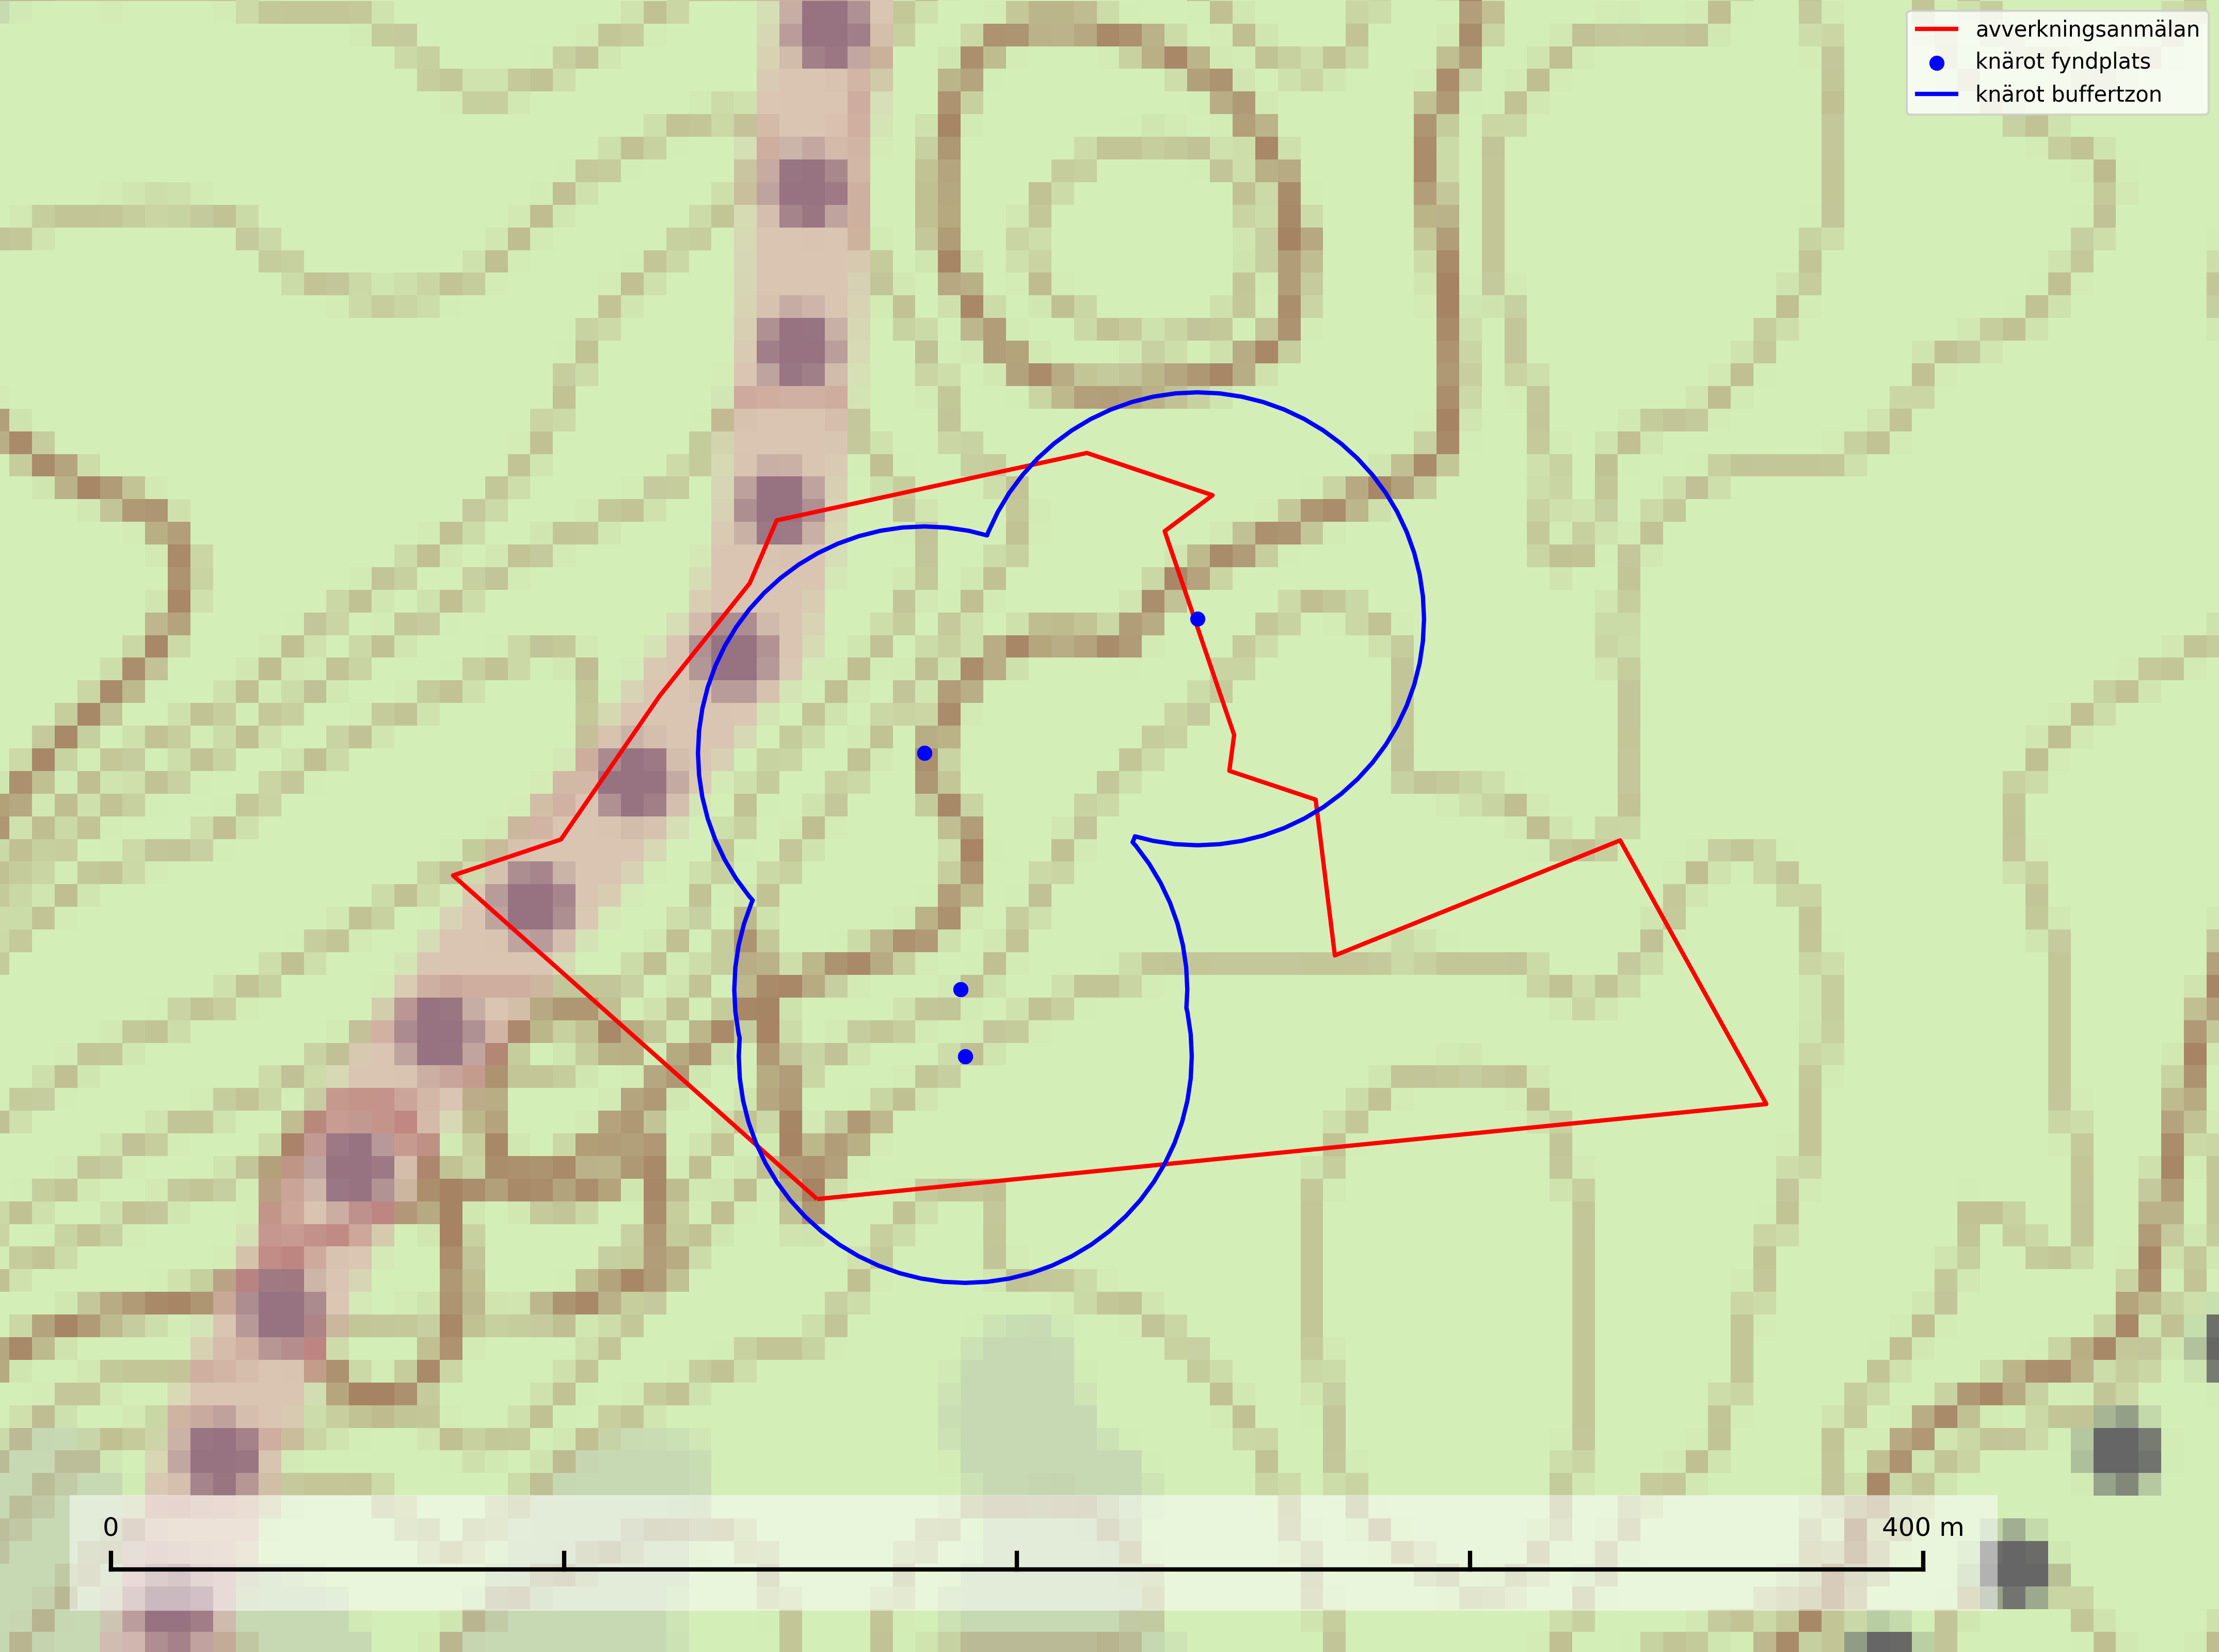 avverkningsanmälan
knärot fyndplats
knärot buffertzon
0
400 m